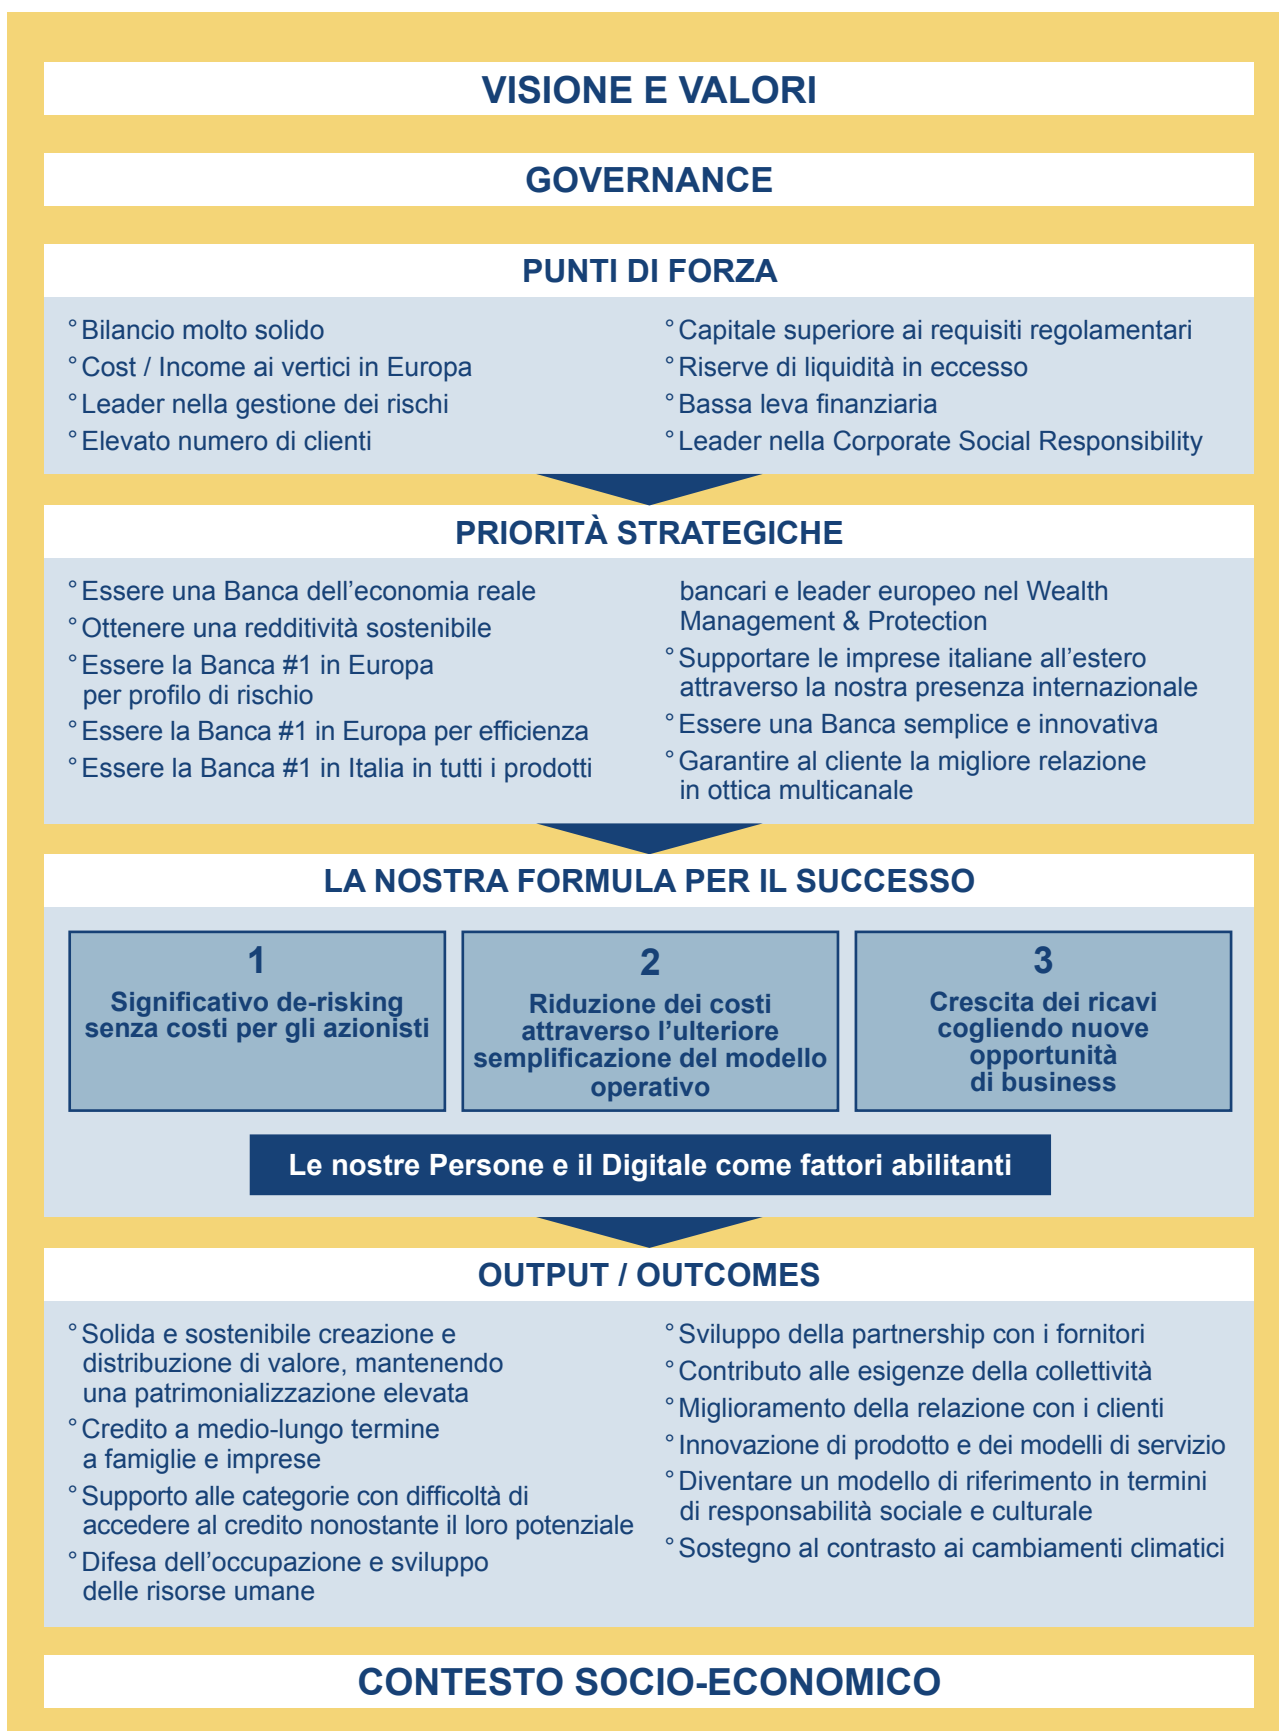 VISIONE E VALORI
GOVERNANCE
PUNTI DI FORZA
° Bilancio molto solido
° Cost / Income ai vertici in Europa
° Leader nella gestione dei rischi
° Elevato numero di clienti
° Capitale superiore ai requisiti regolamentari
° Riserve di liquidità in eccesso
° Bassa leva finanziaria
° Leader nella Corporate Social Responsibility
PRIORITÀ STRATEGICHE
° Essere una Banca dell’economia reale
° Ottenere una redditività sostenibile
° Essere la Banca #1 in Europa
per profilo di rischio
° Essere la Banca #1 in Europa per efficienza
° Essere la Banca #1 in Italia in tutti i prodotti
bancari e leader europeo nel Wealth
Management & Protection
° Supportare le imprese italiane all’estero
attraverso la nostra presenza internazionale
° Essere una Banca semplice e innovativa
° Garantire al cliente la migliore relazione
in ottica multicanale
LA NOSTRA FORMULA PER IL SUCCESSO
1
Significativo de-risking
senza costi per gli azionisti
2
Riduzione dei costi
attraverso l’ulteriore
semplificazione del modello
operativo
3
Crescita dei ricavi
cogliendo nuove
opportunità
di business
Le nostre Persone e il Digitale come fattori abilitanti
OUTPUT / OUTCOMES
° Solida e sostenibile creazione e
distribuzione di valore, mantenendo
una patrimonializzazione elevata
° Credito a medio-lungo termine
a famiglie e imprese
° Supporto alle categorie con difficoltà di
accedere al credito nonostante il loro potenziale
° Difesa dell’occupazione e sviluppo
delle risorse umane
° Sviluppo della partnership con i fornitori
° Contributo alle esigenze della collettività
° Miglioramento della relazione con i clienti
° Innovazione di prodotto e dei modelli di servizio
° Diventare un modello di riferimento in termini
di responsabilità sociale e culturale
° Sostegno al contrasto ai cambiamenti climatici
CONTESTO SOCIO-ECONOMICO